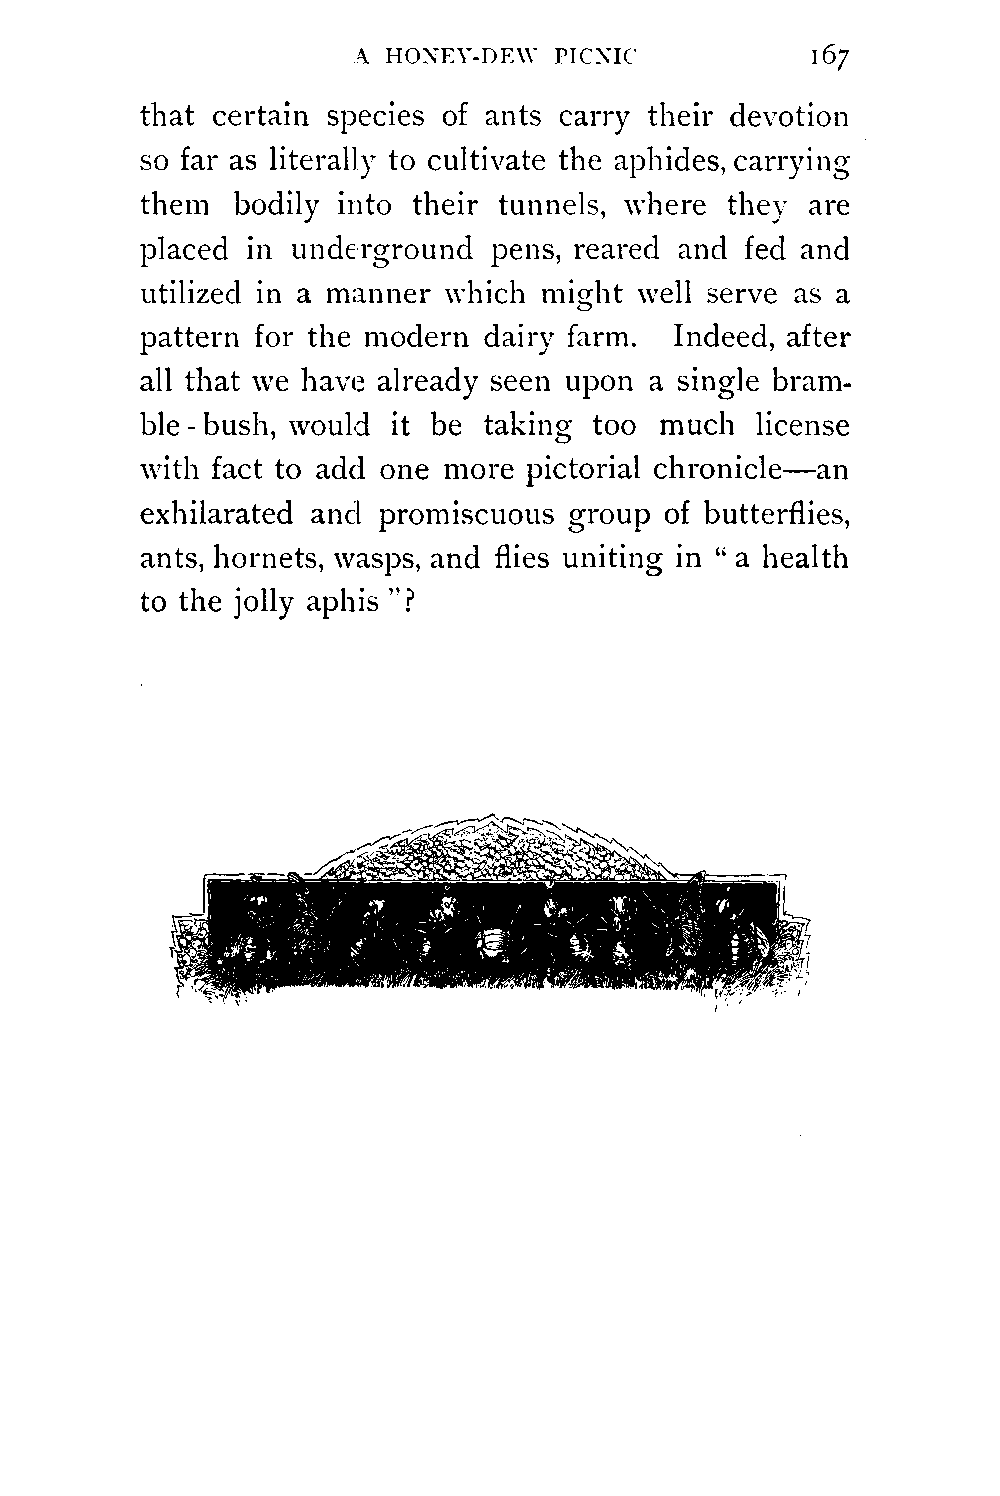 A HONEY-DEW PICNIC 167
that certain species of ants carry their devotion
so far as literally to cultivate the aphides, carrying
them bodily into their tunnels, where they are
placed in underground pens, reared and fed and
utilized in a manner which might well serve as a
pattern for the modern dairy farm. Indeed, after
all that we have already seen upon a single bram-
ble-bush, would it be taking too much license
with fact to add one more pictorial chronicle—an
exhilarated and promiscuous group of butterflies,
ants, hornets, wasps, and flies uniting in “ a health
to the jolly aphis ”?